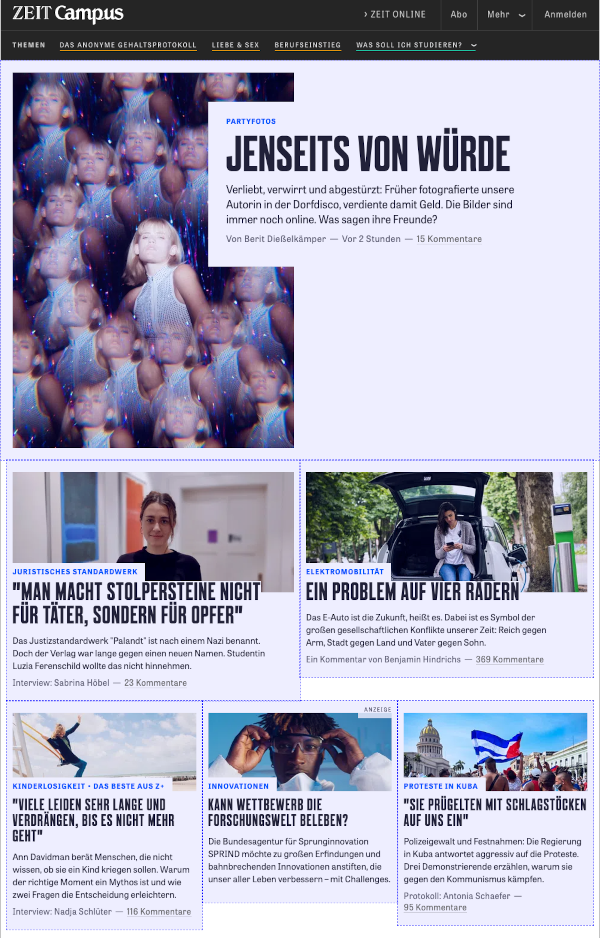 ZEIT Campus
› ZEIT ONLINE Abo Mehr Anmelden
THEMEN DAS ANONYME GEHALTSPROTOKOLL LIEBE & SEX BERUFSEINSTIEG WAS SOLL ICH STUDIEREN?
PARTYFOTOS
JENSEITS VON WÜRDE
Verliebt, verwirrt und abgestürzt: Früher fotografierte unsere
Autorin in der Dorfdisco, verdiente damit Geld. Die Bilder sind
immer noch online. Was sagen ihre Freunde?
Von Berit Dießelkämper — Vor 2 Stunden — 15 Kommentare
JURISTISCHES STANDARDWERK
"MAN MACHT STOLPERSTEINE NICHT
FÜR TÄTER, SONDERN FÜR OPFER"
Das Justizstandardwerk "Palandt" ist nach einem Nazi benannt.
Doch der Verlag war lange gegen einen neuen Namen. Studentin
Luzia Ferenschild wollte das nicht hinnehmen.
Interview: Sabrina Höbel — 23 Kommentare
ELEKTROMOBILITÄT
EIN PROBLEM AUF VIER RÄDERN
Das E-Auto ist die Zukunft, heißt es. Dabei ist es Symbol der
großen gesellschaftlichen Konflikte unserer Zeit: Reich gegen
Arm, Stadt gegen Land und Vater gegen Sohn.
Ein Kommentar von Benjamin Hindrichs — 369 Kommentare
KINDERLOSIGKEIT • DAS BESTE AUS Z+
"VIELE LEIDEN SEHR LANGE UND
VERDRÄNGEN, BIS ES NICHT MEHR
GEHT"
Ann Davidman berät Menschen, die nicht
wissen, ob sie ein Kind kriegen sollen. Warum
der richtige Moment ein Mythos ist und wie
zwei Fragen die Entscheidung erleichtern.
Interview: Nadja Schlüter — 116 Kommentare
ANZEIGE
INNOVATIONEN
KANN WETTBEWERB DIE
FORSCHUNGSWELT BELEBEN?
Die Bundesagentur für Sprunginnovation
SPRIND möchte zu großen Erfindungen und
bahnbrechenden Innovationen anstiften, die
unser aller Leben verbessern – mit Challenges.
PROTESTE IN KUBA
"SIE PRÜGELTEN MIT SCHLAGSTÖCKEN
AUF UNS EIN"
Polizeigewalt und Festnahmen: Die Regierung
in Kuba antwortet aggressiv auf die Proteste.
Drei Demonstrierende erzählen, warum sie
gegen den Kommunismus kämpfen.
Protokoll: Antonia Schaefer —
95 Kommentare